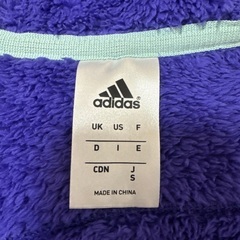 adidas
UK US F
D I E
CDN J
S
MADE IN CHINA